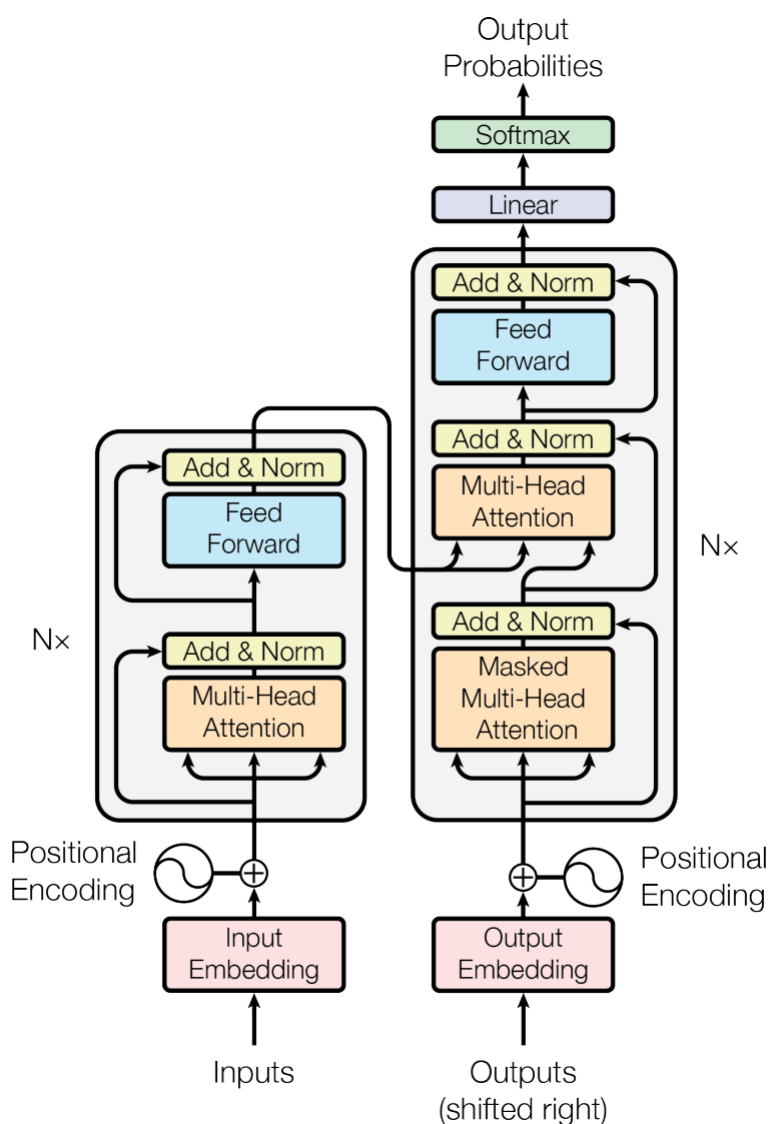 Output
Probabilities
Softmax
Linear
Add & Norm
Feed
Forward
Add & Norm
Multi-Head
Attention
Add & Norm
Masked
Multi-Head
Attention
Nx
Add & Norm
Feed
Forward
Add & Norm
Multi-Head
Attention
Nx
Positional
Encoding
Positional
Encoding
Input
Embedding
Output
Embedding
Inputs
Outputs
(shifted right)